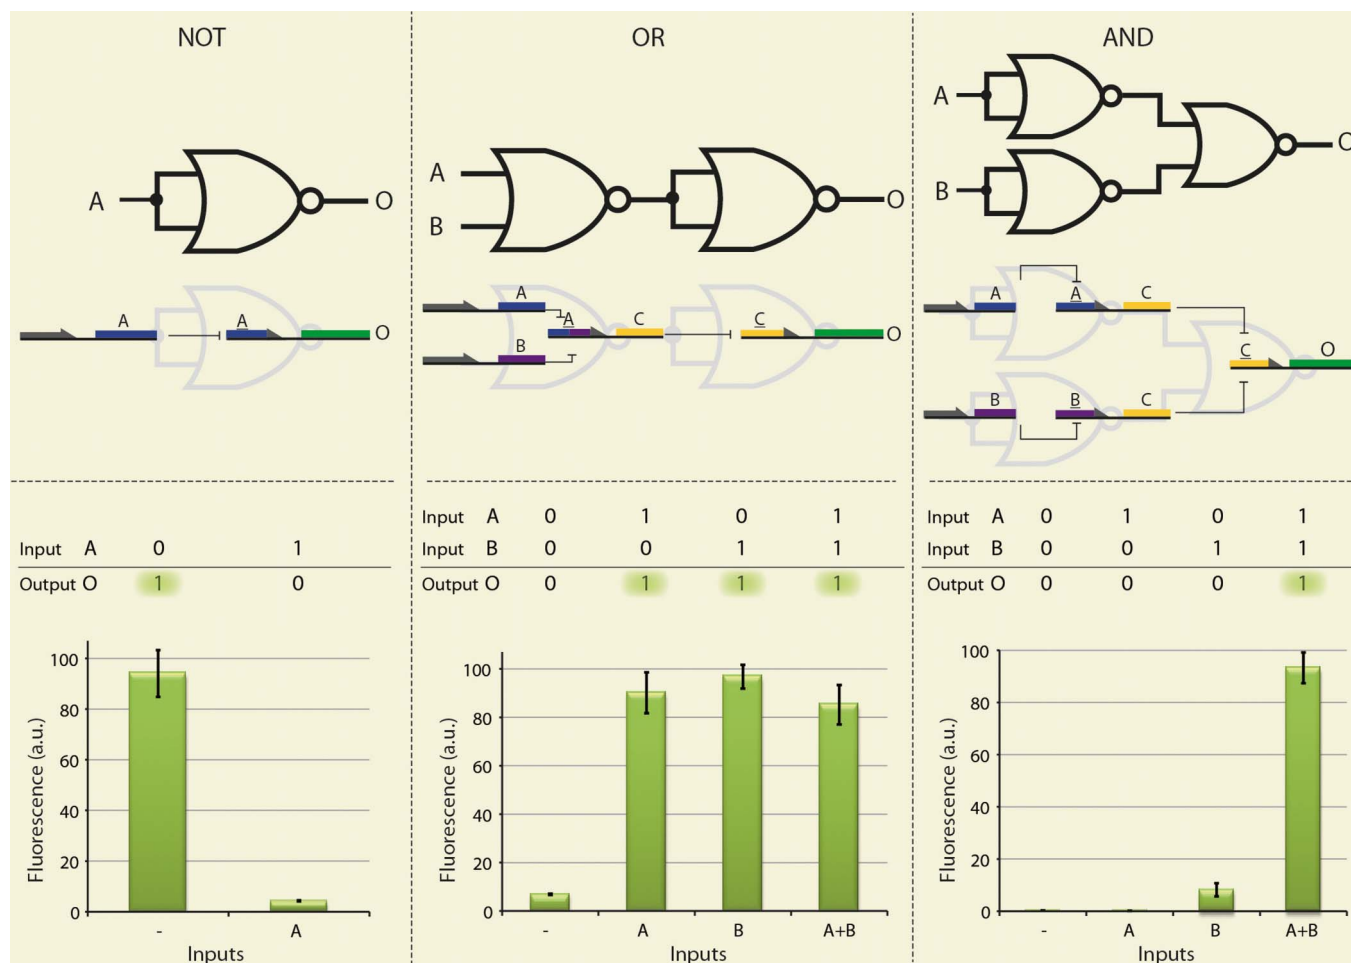 NOT
A
O
A
A
O
Input A 0 1
Output O 1 0
Fluorescence (a.u.)
100
80
60
40
20
0
-
A
Inputs
OR
A
B
O
A
A
C
C
O
B
Input A 0 1 0 1
Input B 0 0 1 1
Output O 0 1 1 1
Fluorescence (a.u.)
100
80
60
40
20
0
- A B A+B
Inputs
AND
A
B
O
A
A
C
C
O
B
B
C
Input A 0 1 0 1
Input B 0 0 1 1
Output O 0 0 0 1
Fluorescence (a.u.)
100
80
60
40
20
0
- A B A+B
Inputs